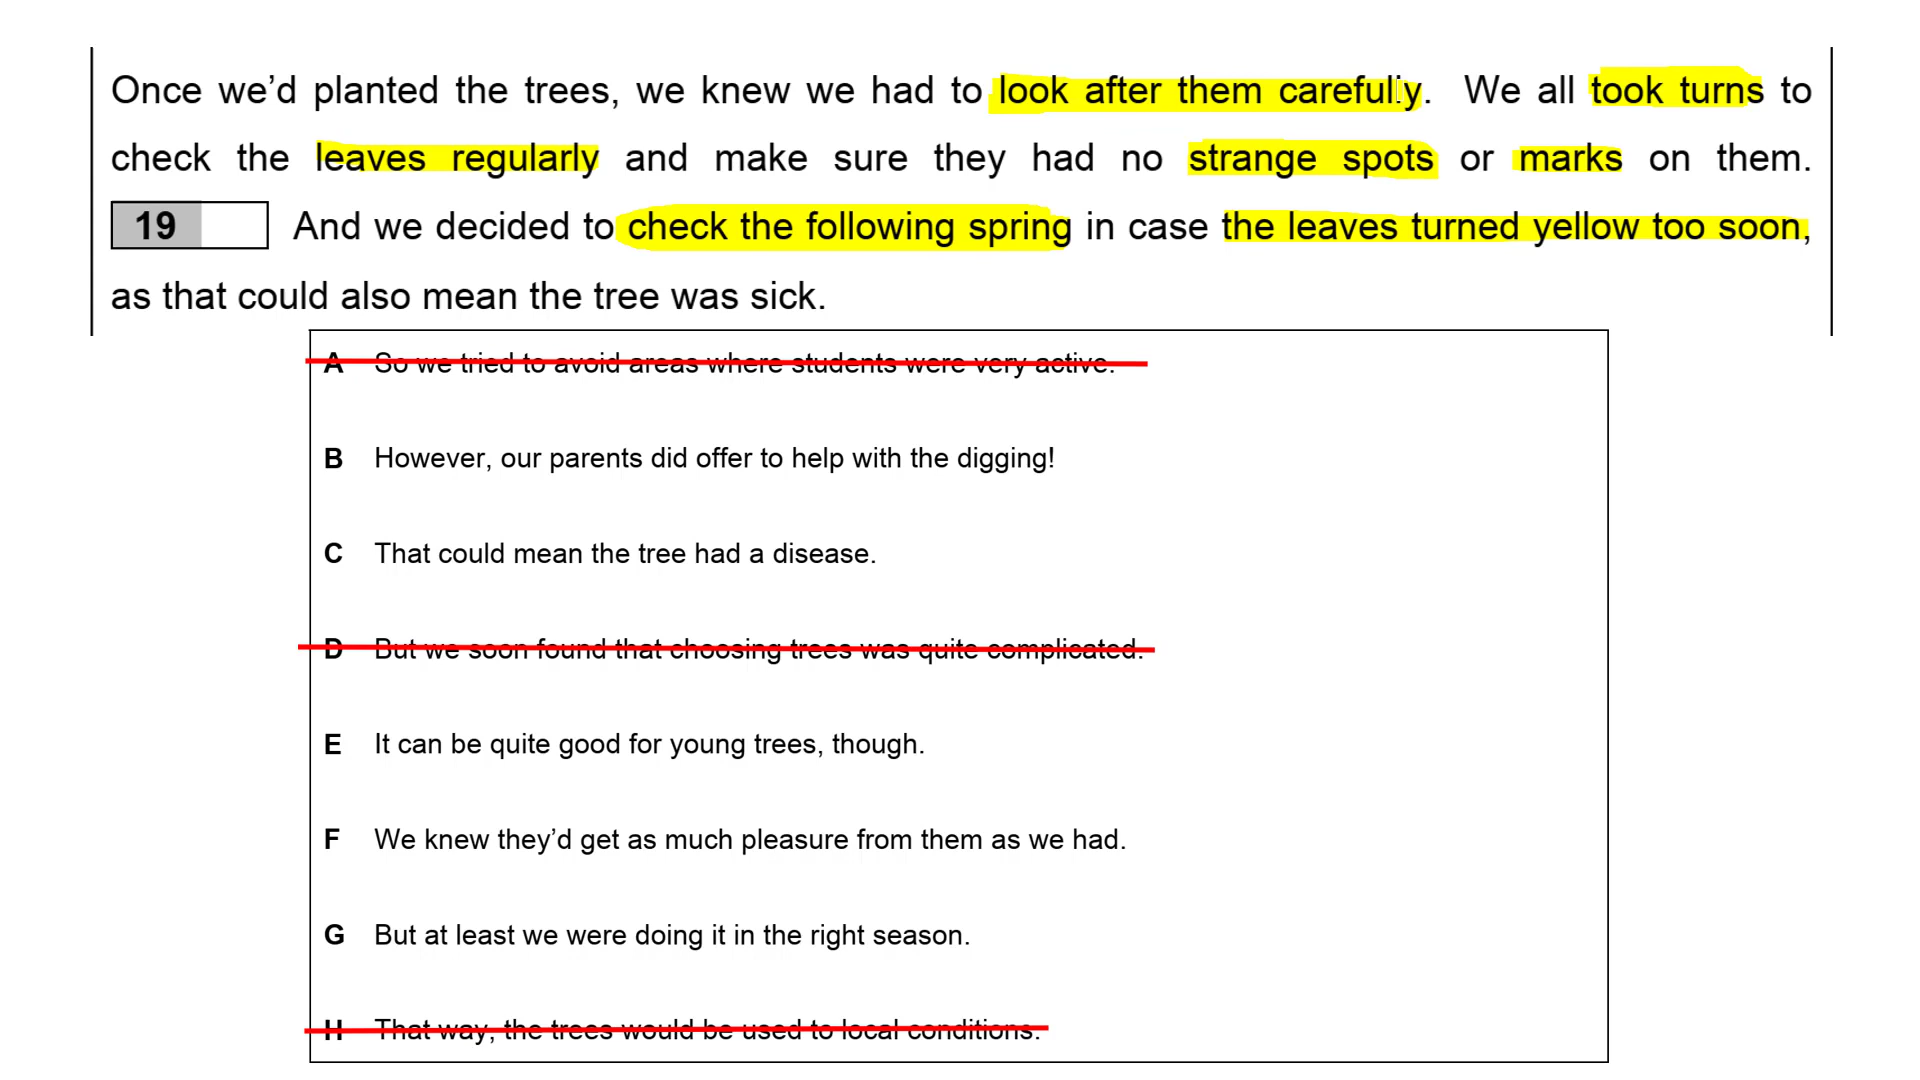 Once we’d planted the trees, we knew we had to look after them carefully. We all took turns to
check the leaves regularly and make sure they had no strange spots or marks on them.
19 And we decided to check the following spring in case the leaves turned yellow too soon,
as that could also mean the tree was sick.
A So we tried to avoid areas where students were very active.
B However, our parents did offer to help with the digging!
C That could mean the tree had a disease.
D But we soon found that choosing trees was quite complicated.
E It can be quite good for young trees, though.
F We knew they’d get as much pleasure from them as we had.
G But at least we were doing it in the right season.
H That way, the trees would be used to local conditions.